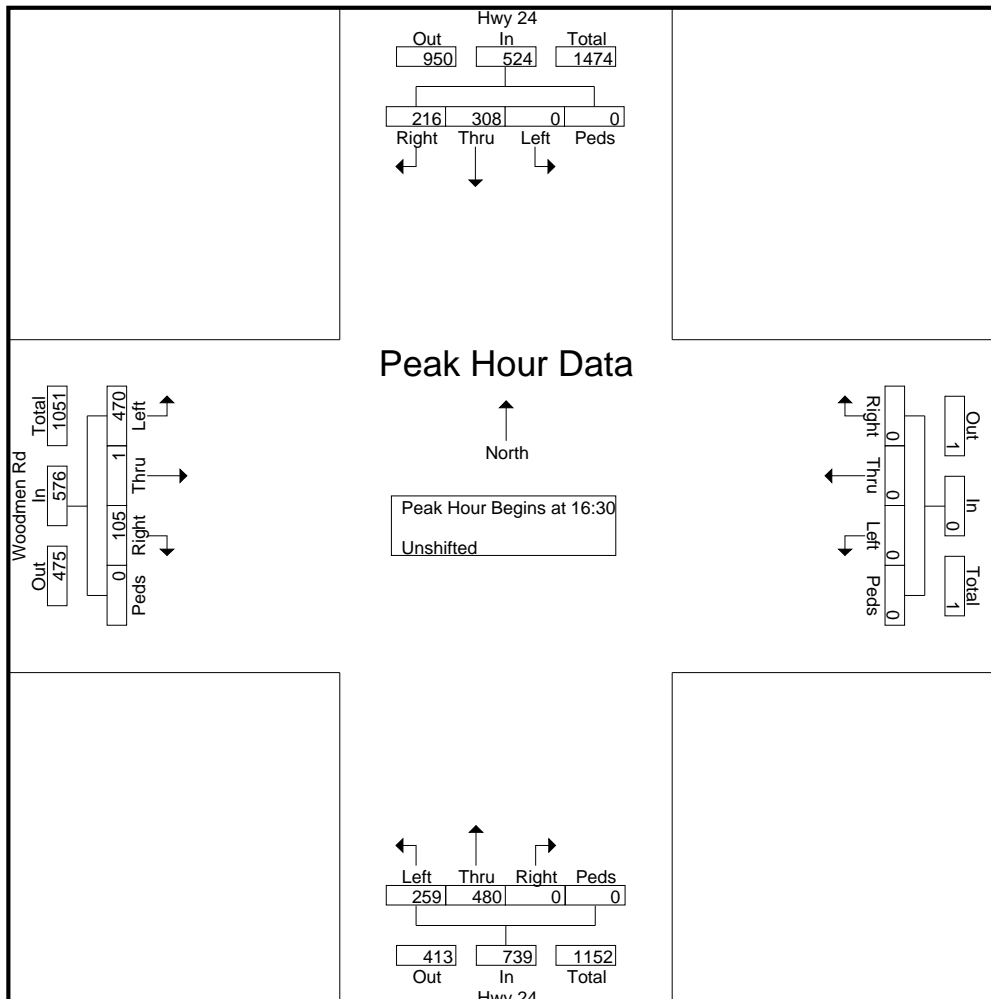 Hwy 24
Out In Total
950 524 1474
216 308 0 0
Right Thru Left Peds
Peak Hour Data
North
Peak Hour Begins at 16:30
Unshifted
Woodmen Rd
Out In Total
475 576 1051
0 105 1 470
Peds Right Thru Left
Out In Total
1 0 1
Right Thru Left Peds
0 0 0 0
Left Thru Right Peds
259 480 0 0
413 739 1152
Out In Total
Hwy 24